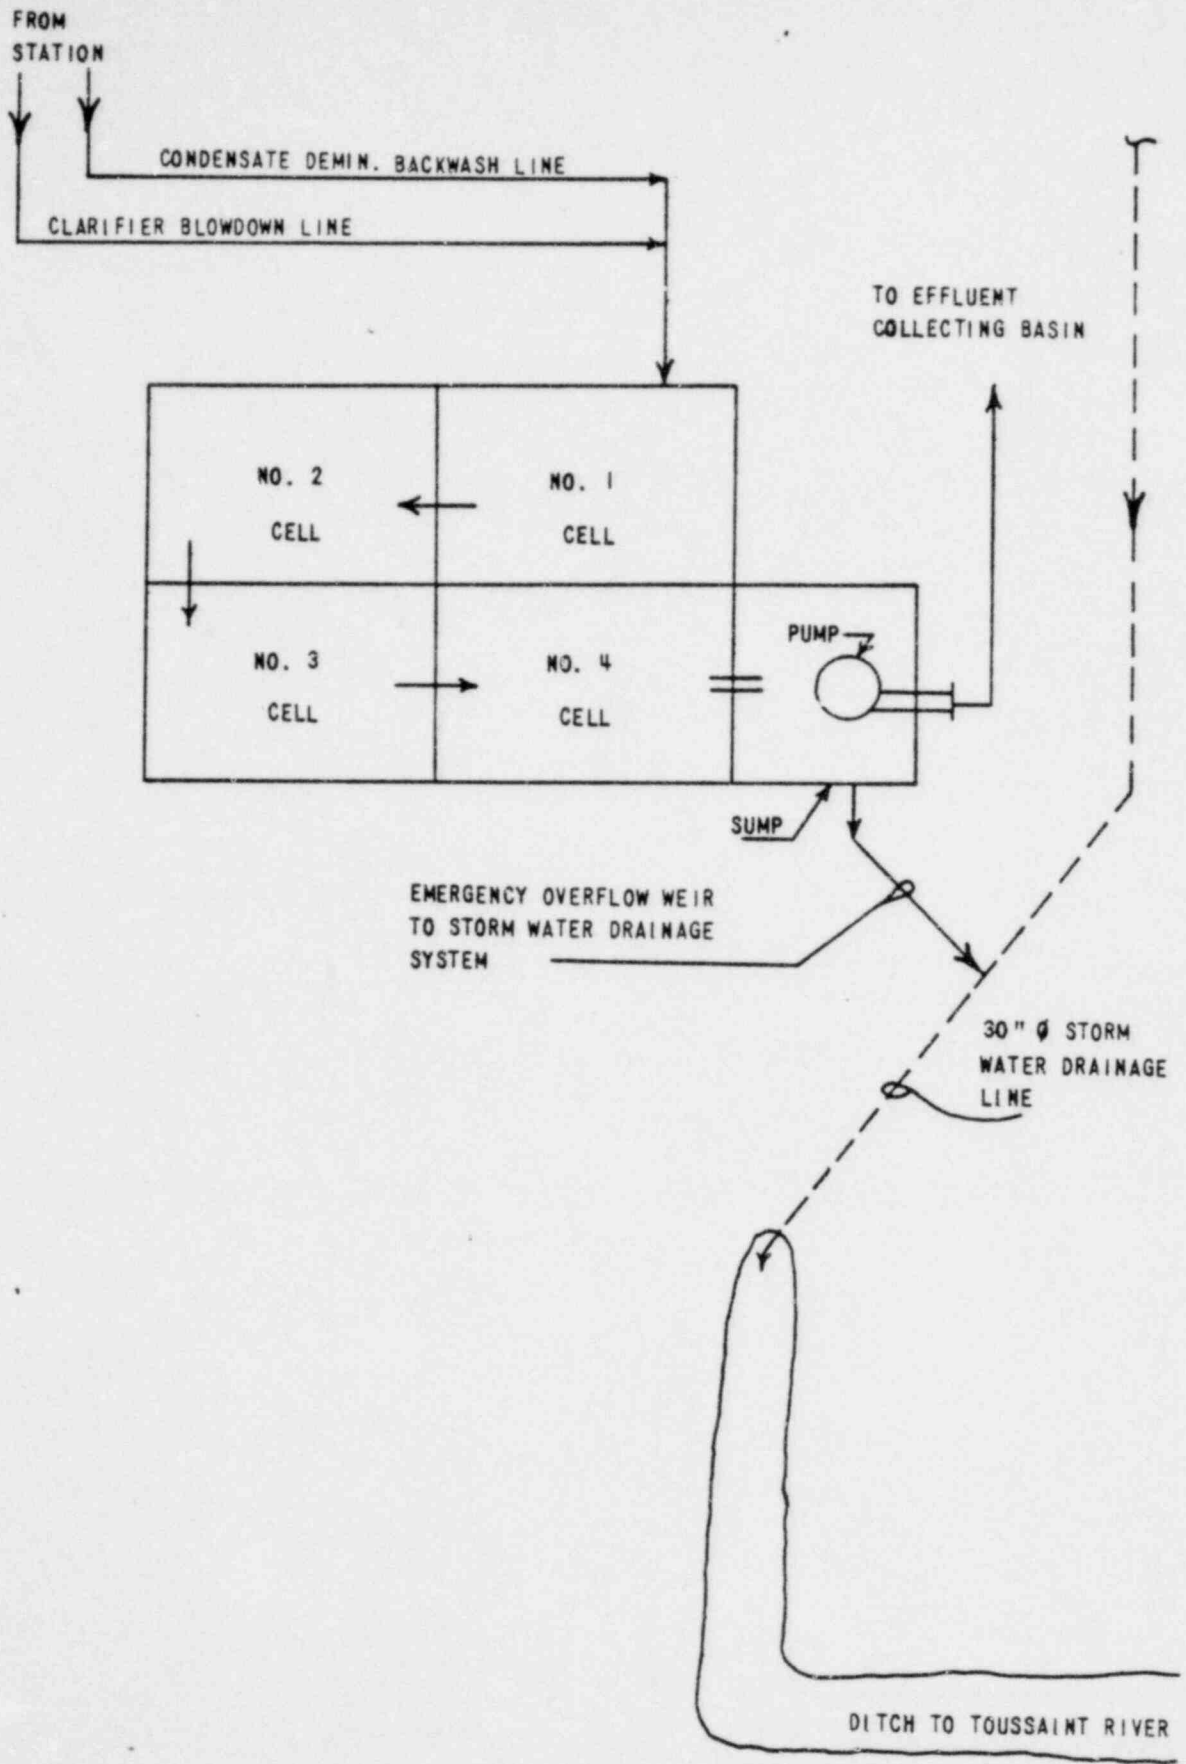 FROM
STATION
CONDENSATE DEMIN. BACKWASH LINE
CLARIFIER BLOWDOWN LINE
TO EFFLUENT
COLLECTING BASIN
NO. 2
CELL
NO. 1
CELL
NO. 3
CELL
NO. 4
CELL
PUMP
SUMP
EMERGENCY OVERFLOW WEIR
TO STORM WATER DRAINAGE
SYSTEM
30" Ø STORM
WATER DRAINAGE
LINE
DITCH TO TOUSSAINT RIVER